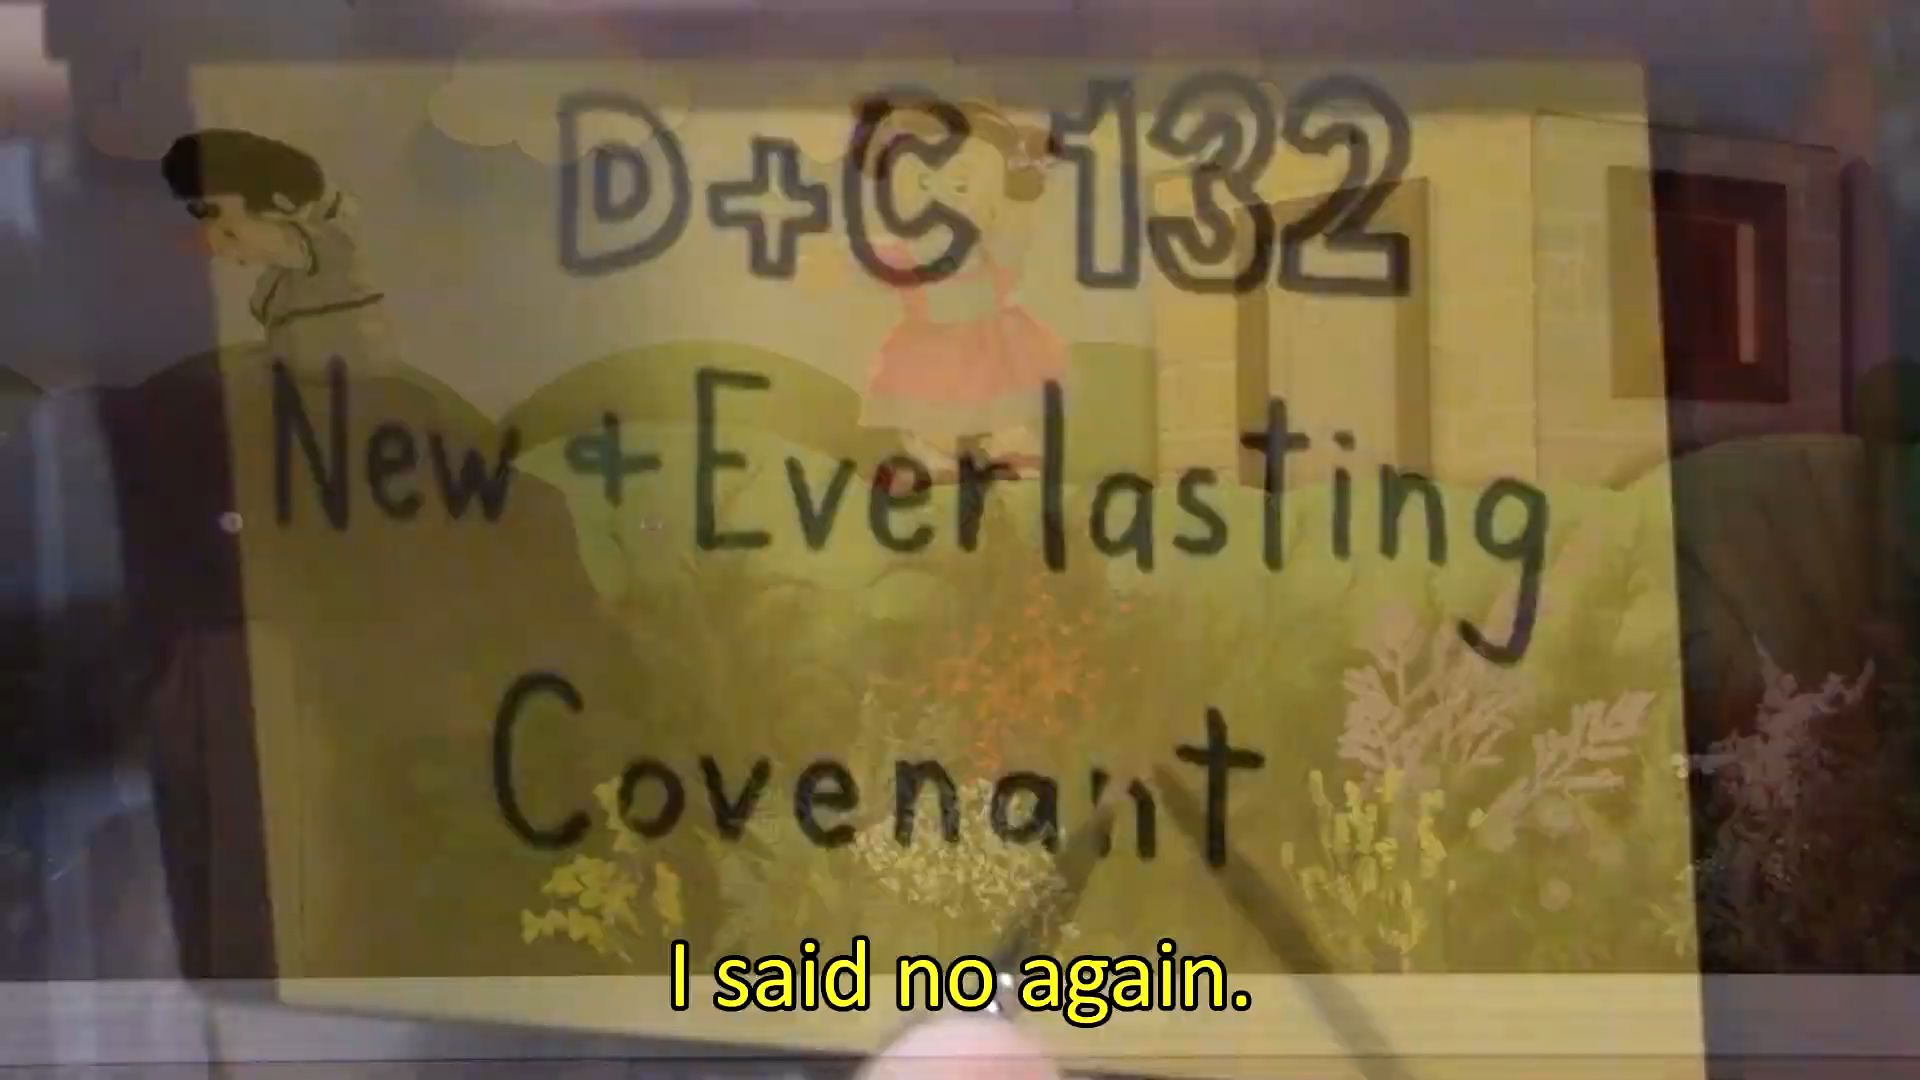 D+C 132
New & Everlasting
Covenant
I said no again.